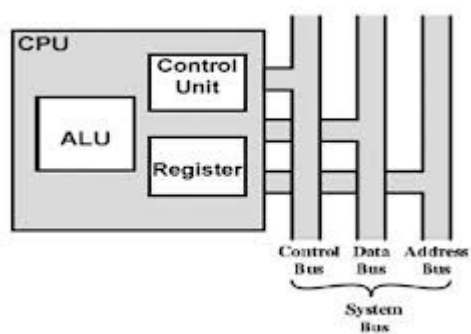 CPU
Control
Unit
ALU
Register
Control Data Address
Bus Bus Bus
System
Bus